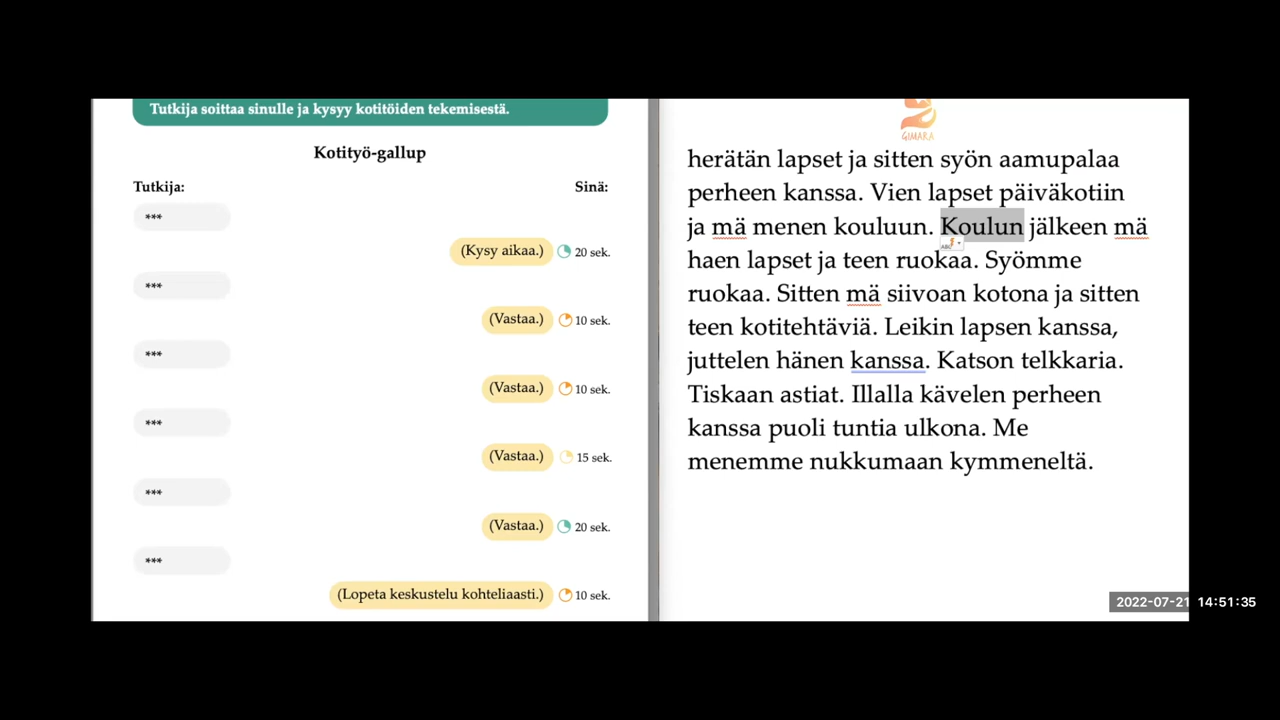 Tutkija soittaa sinulle ja kysyy kotitöiden tekemisestä.
Kotityö-gallup
Tutkija:
Sinä:
***
(Kysy aikaa.) 20 sek.
***
(Vastaa.) 10 sek.
***
(Vastaa.) 10 sek.
***
(Vastaa.) 15 sek.
***
(Vastaa.) 20 sek.
***
(Lopeta keskustelu kohteliaasti.) 10 sek.
GIMARA
herätän lapset ja sitten syön aamupalaa
perheen kanssa. Vien lapset päiväkotiin
ja mä menen kouluun. Koulun jälkeen mä
haen lapset ja teen ruokaa. Syömme
ruokaa. Sitten mä siivoan kotona ja sitten
teen kotitehtäviä. Leikin lapsen kanssa,
juttelen hänen kanssa. Katson telkkaria.
Tiskaan astiat. Illalla kävelen perheen
kanssa puoli tuntia ulkona. Me
menemme nukkumaan kymmeneltä.
2022-07-21 14:51:35